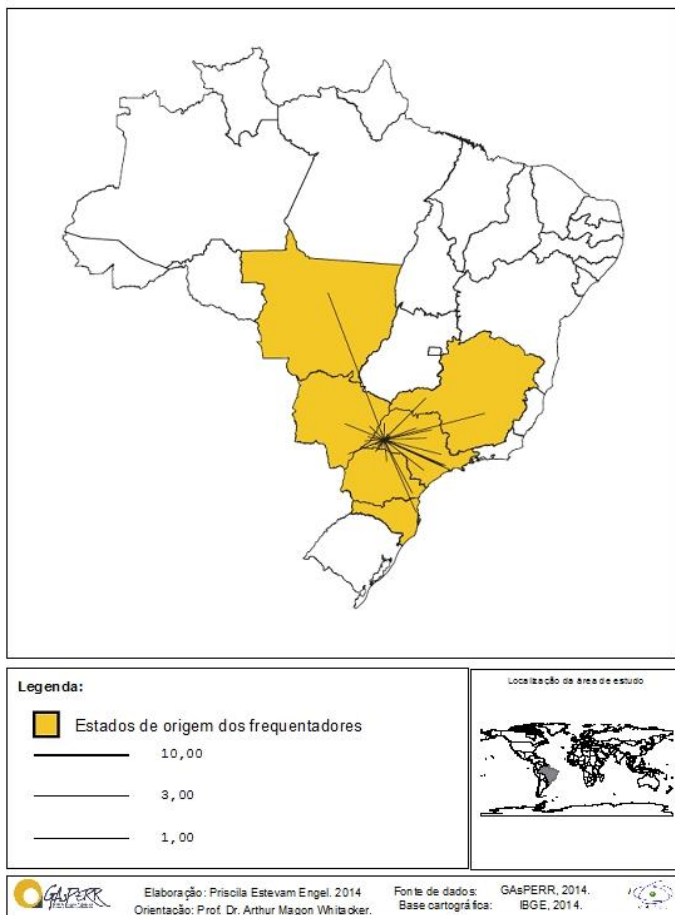 Legenda:
Estados de origem dos frequentadores
10,00
3,00
1,00
Localização da área de estudo
GAsPERR
Elaboração: Priscila Estevam Engel. 2014
Orientação: Prof. Dr. Arthur Magon Whitacker.
Fonte de dados: GAsPERR, 2014.
Base cartográfica: IBGE, 2014.